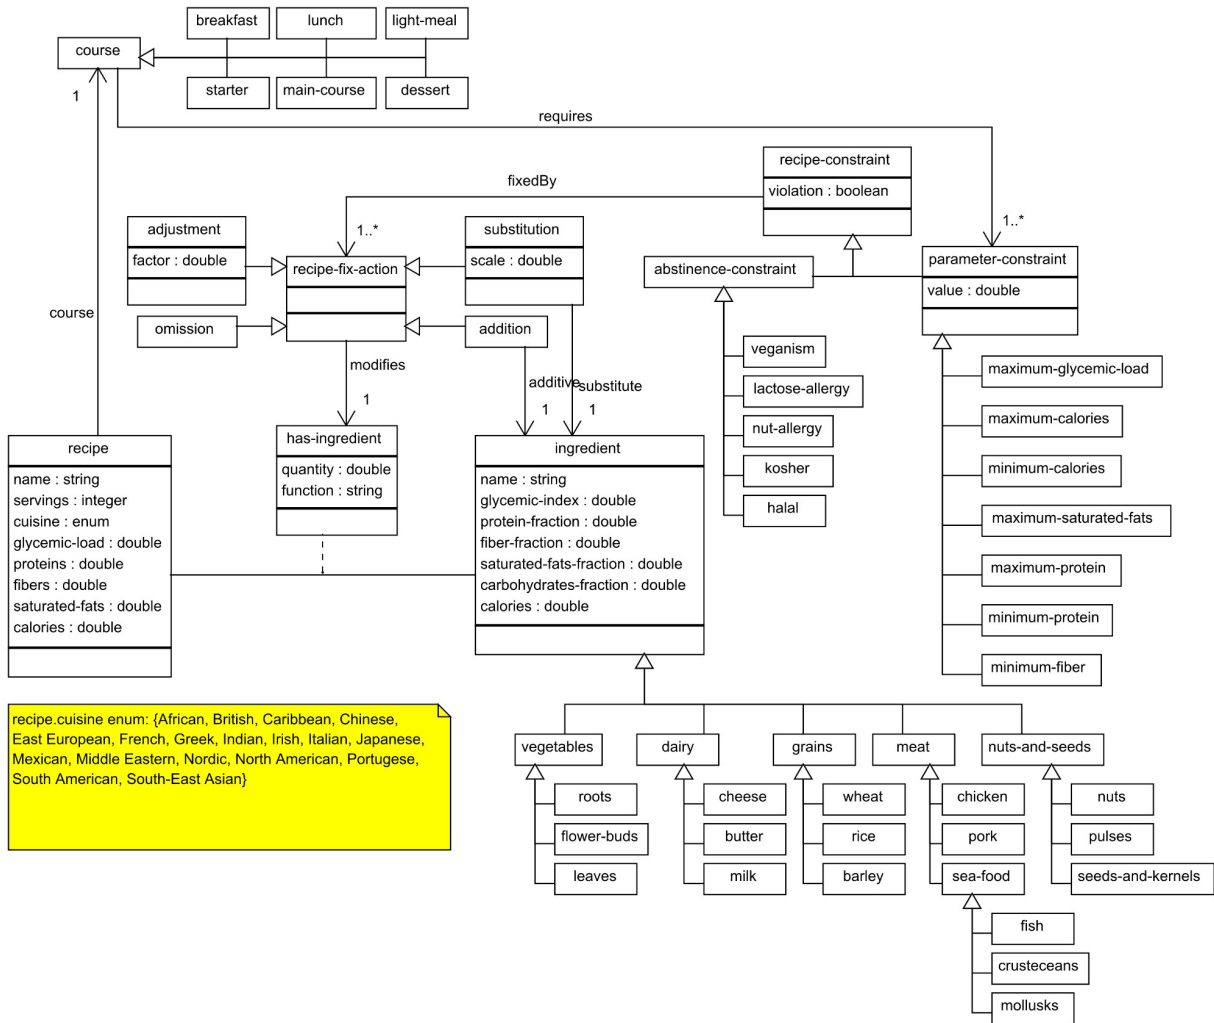 breakfast
lunch
light-meal
course
starter
main-course
dessert
1
requires
recipe-constraint
violation : boolean
fixedBy
adjustment
factor : double
1..*
substitution
scale : double
1..*
recipe-fix-action
abstinence-constraint
parameter-constraint
value : double
course
omission
addition
modifies
1
additive
substitute
1
1
veganism
lactose-allergy
nut-allergy
kosher
halal
maximum-glycemic-load
maximum-calories
minimum-calories
maximum-saturated-fats
maximum-protein
minimum-protein
minimum-fiber
recipe
name : string
servings : integer
cuisine : enum
glycemic-load : double
proteins : double
fibers : double
saturated-fats : double
calories : double
has-ingredient
quantity : double
function : string
ingredient
name : string
glycemic-index : double
protein-fraction : double
fiber-fraction : double
saturated-fats-fraction : double
carbohydrates-fraction : double
calories : double
recipe.cuisine enum: {African, British, Caribbean, Chinese,
East European, French, Greek, Indian, Irish, Italian, Japanese,
Mexican, Middle Eastern, Nordic, North American, Portugese,
South American, South-East Asian}
vegetables
roots
flower-buds
leaves
dairy
cheese
butter
milk
grains
wheat
rice
barley
meat
chicken
pork
sea-food
fish
crusteceans
mollusks
nuts-and-seeds
nuts
pulses
seeds-and-kernels